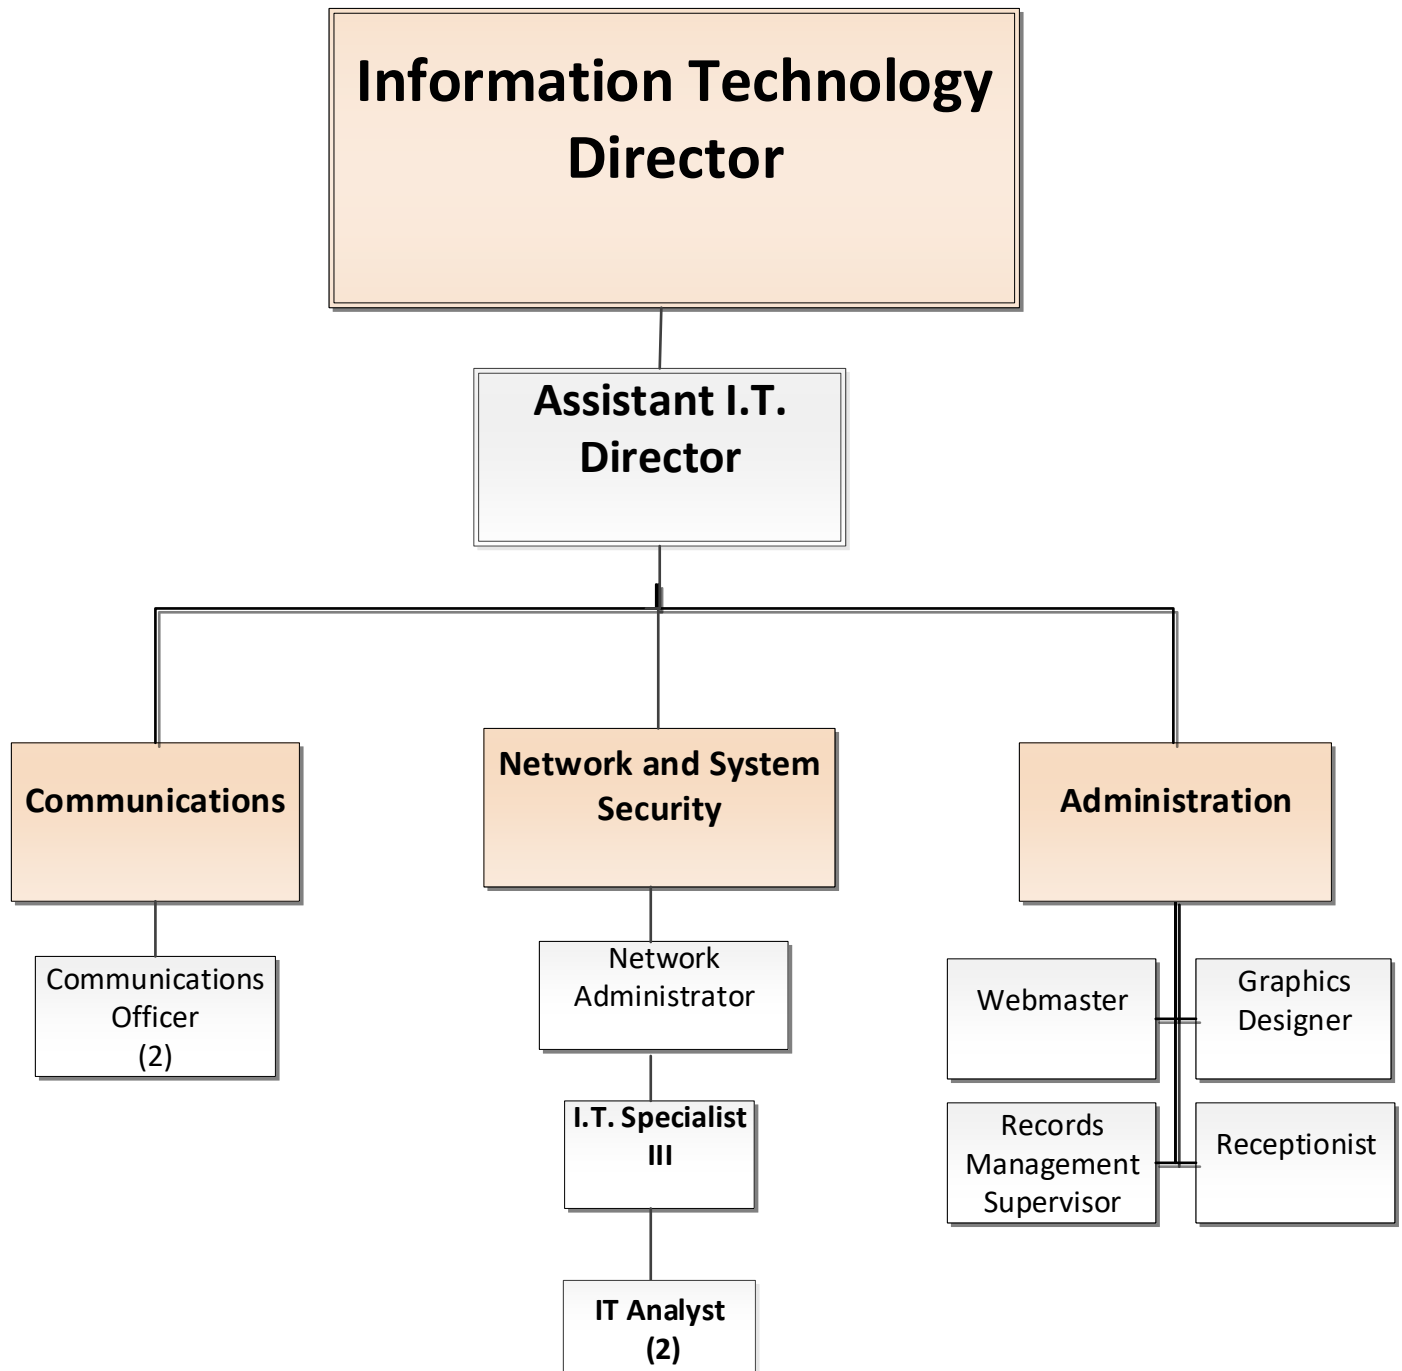 Information Technology
Director
Assistant I.T.
Director
Communications
Network and System
Security
Administration
Communications
Officer
(2)
Network
Administrator
I.T. Specialist
III
IT Analyst
(2)
Webmaster
Graphics
Designer
Records
Management
Supervisor
Receptionist